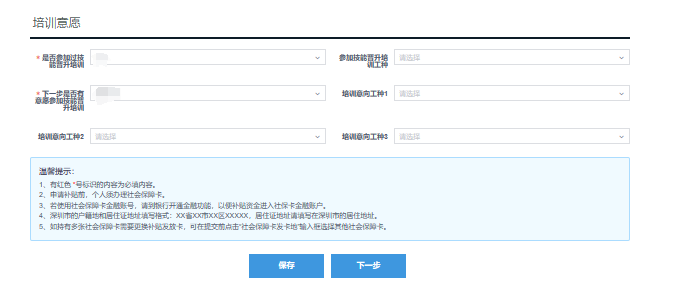 培训意愿
* 是否参加过技
能晋升培训
参加技能晋升培
训工种
请选择
* 下一步是否有
意愿参加技能晋
升培训
培训意向工种1
请选择
培训意向工种2
请选择
培训意向工种3
请选择
温馨提示：
1、有红色 *号标识的内容为必填内容。
2、申请补贴前，个人须办理社会保障卡。
3、若使用社会保障卡金融账号，请到银行开通金融功能，以便补贴资金进入社保卡金融账户。
4、深圳市的户籍地和居住证地址填写格式：XX省XX市XX区XXXXX，居住证地址请填写在深圳市的居住地址。
5、如持有多张社会保障卡需要更换补贴发放卡，可在提交前点击"社会保障卡发卡地"输入框选择其他社会保障卡。
保存
下一步